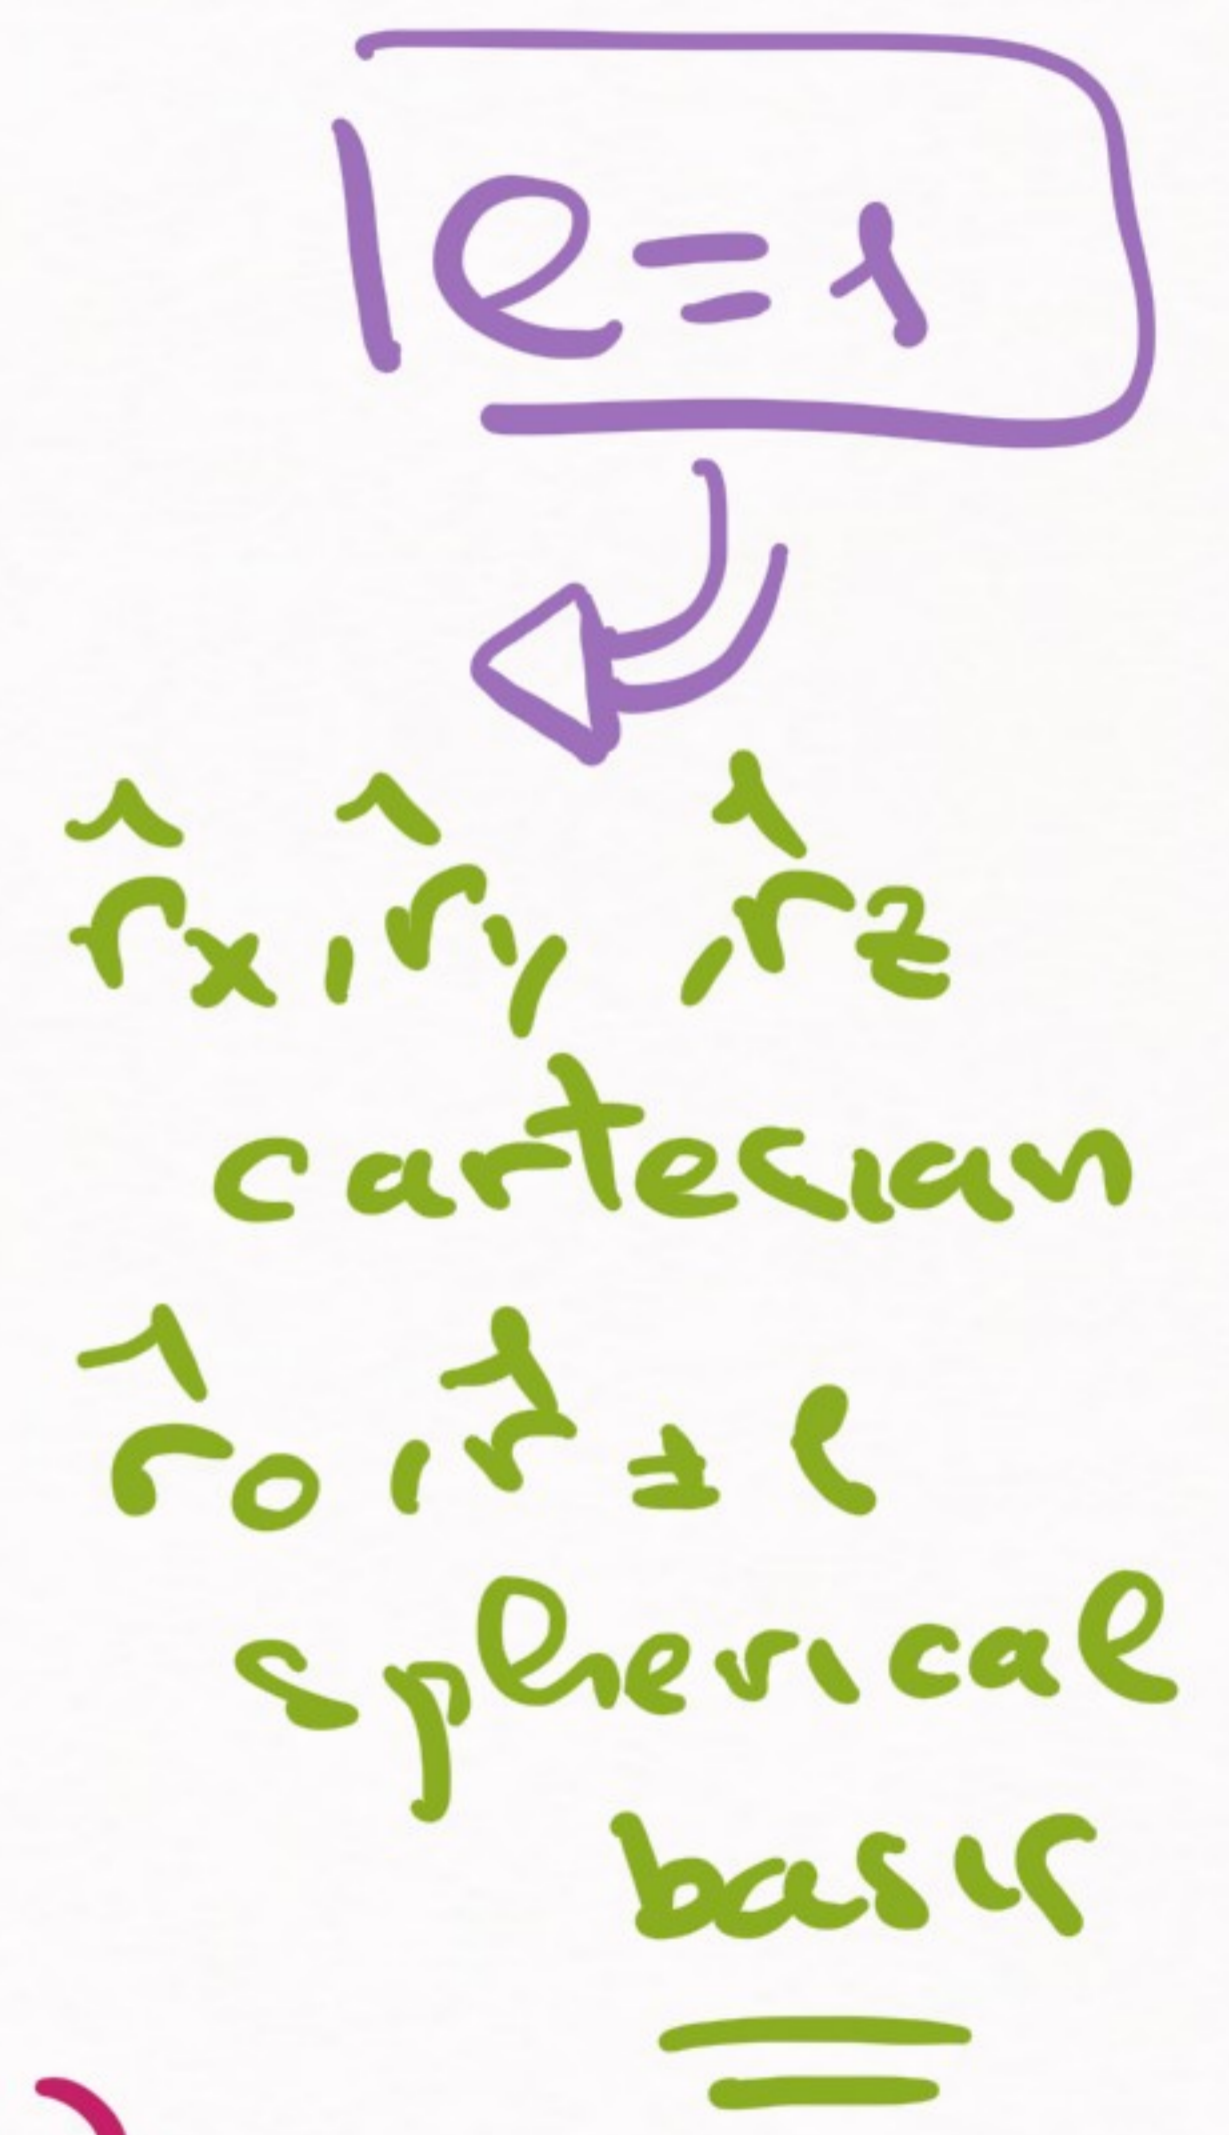 l=1
r̂x, r̂y, r̂z
cartesian
r̂0, r̂±1
spherical
basis